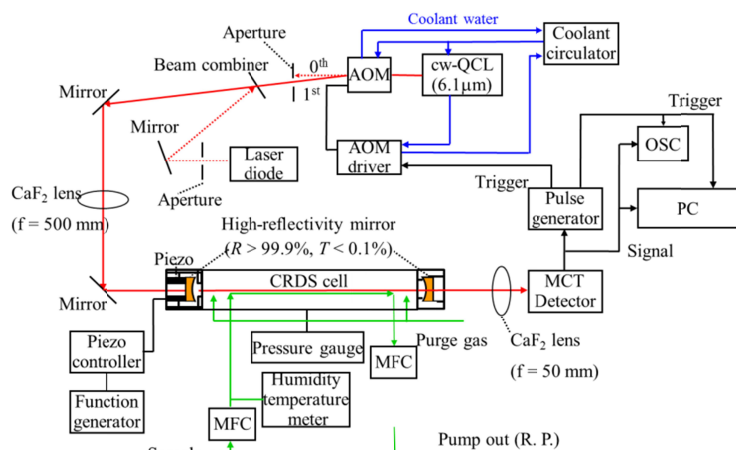 Coolant water
Aperture
Coolant
circulator
0th
AOM
cw-QCL
(6.1μm)
Beam combiner
1st
Mirror
Trigger
Mirror
OSC
AOM
driver
Laser
diode
CaF2 lens
(f = 500 mm)
Aperture
Trigger
Pulse
generator
PC
High-reflectivity mirror
(R > 99.9%, T < 0.1%)
Signal
Piezo
CRDS cell
MCT
Detector
Mirror
Piezo
controller
Pressure gauge
Purge gas
CaF2 lens
(f = 50 mm)
MFC
Humidity
temperature
meter
Function
generator
MFC
Pump out (R. P.)